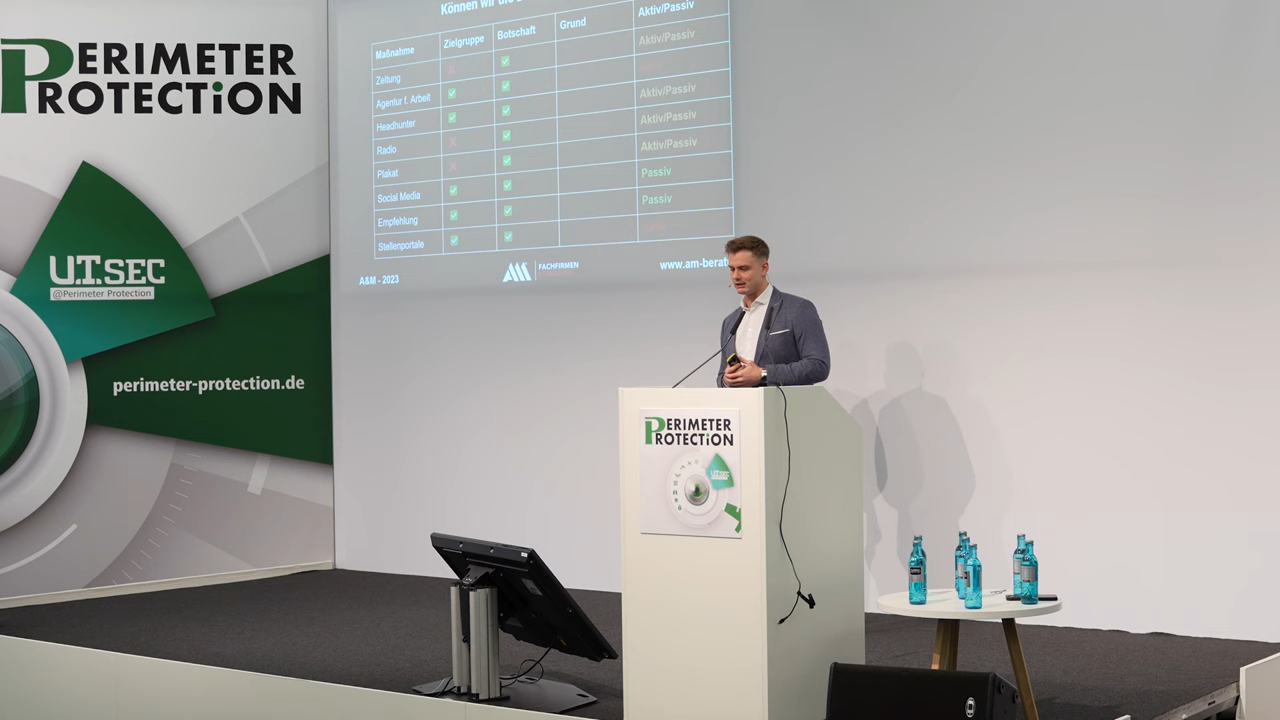 PERIMETER
PROTECTiON
U.T.SEC
@Perimeter Protection
perimeter-protection.de
Können wir die
Maßnahme Zielgruppe Botschaft Grund Aktiv/Passiv
Zeitung Aktiv/Passiv
Agentur f. Arbeit
Headhunter Aktiv/Passiv
Radio Aktiv/Passiv
Plakat Aktiv/Passiv
Social Media Passiv
Empfehlung Passiv
Stellenportale
A&M - 2023
FACHFIRMEN
www.am-berat
PERIMETER
PROTECTiON
U.T.SEC